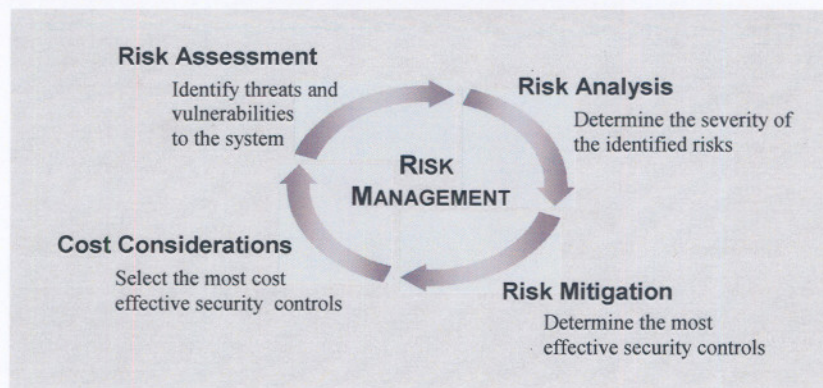 Risk Assessment
Identify threats and
vulnerabilities
to the system
Risk Analysis
Determine the severity of
the identified risks
RISK
MANAGEMENT
Cost Considerations
Select the most cost
effective security controls
Risk Mitigation
Determine the most
effective security controls